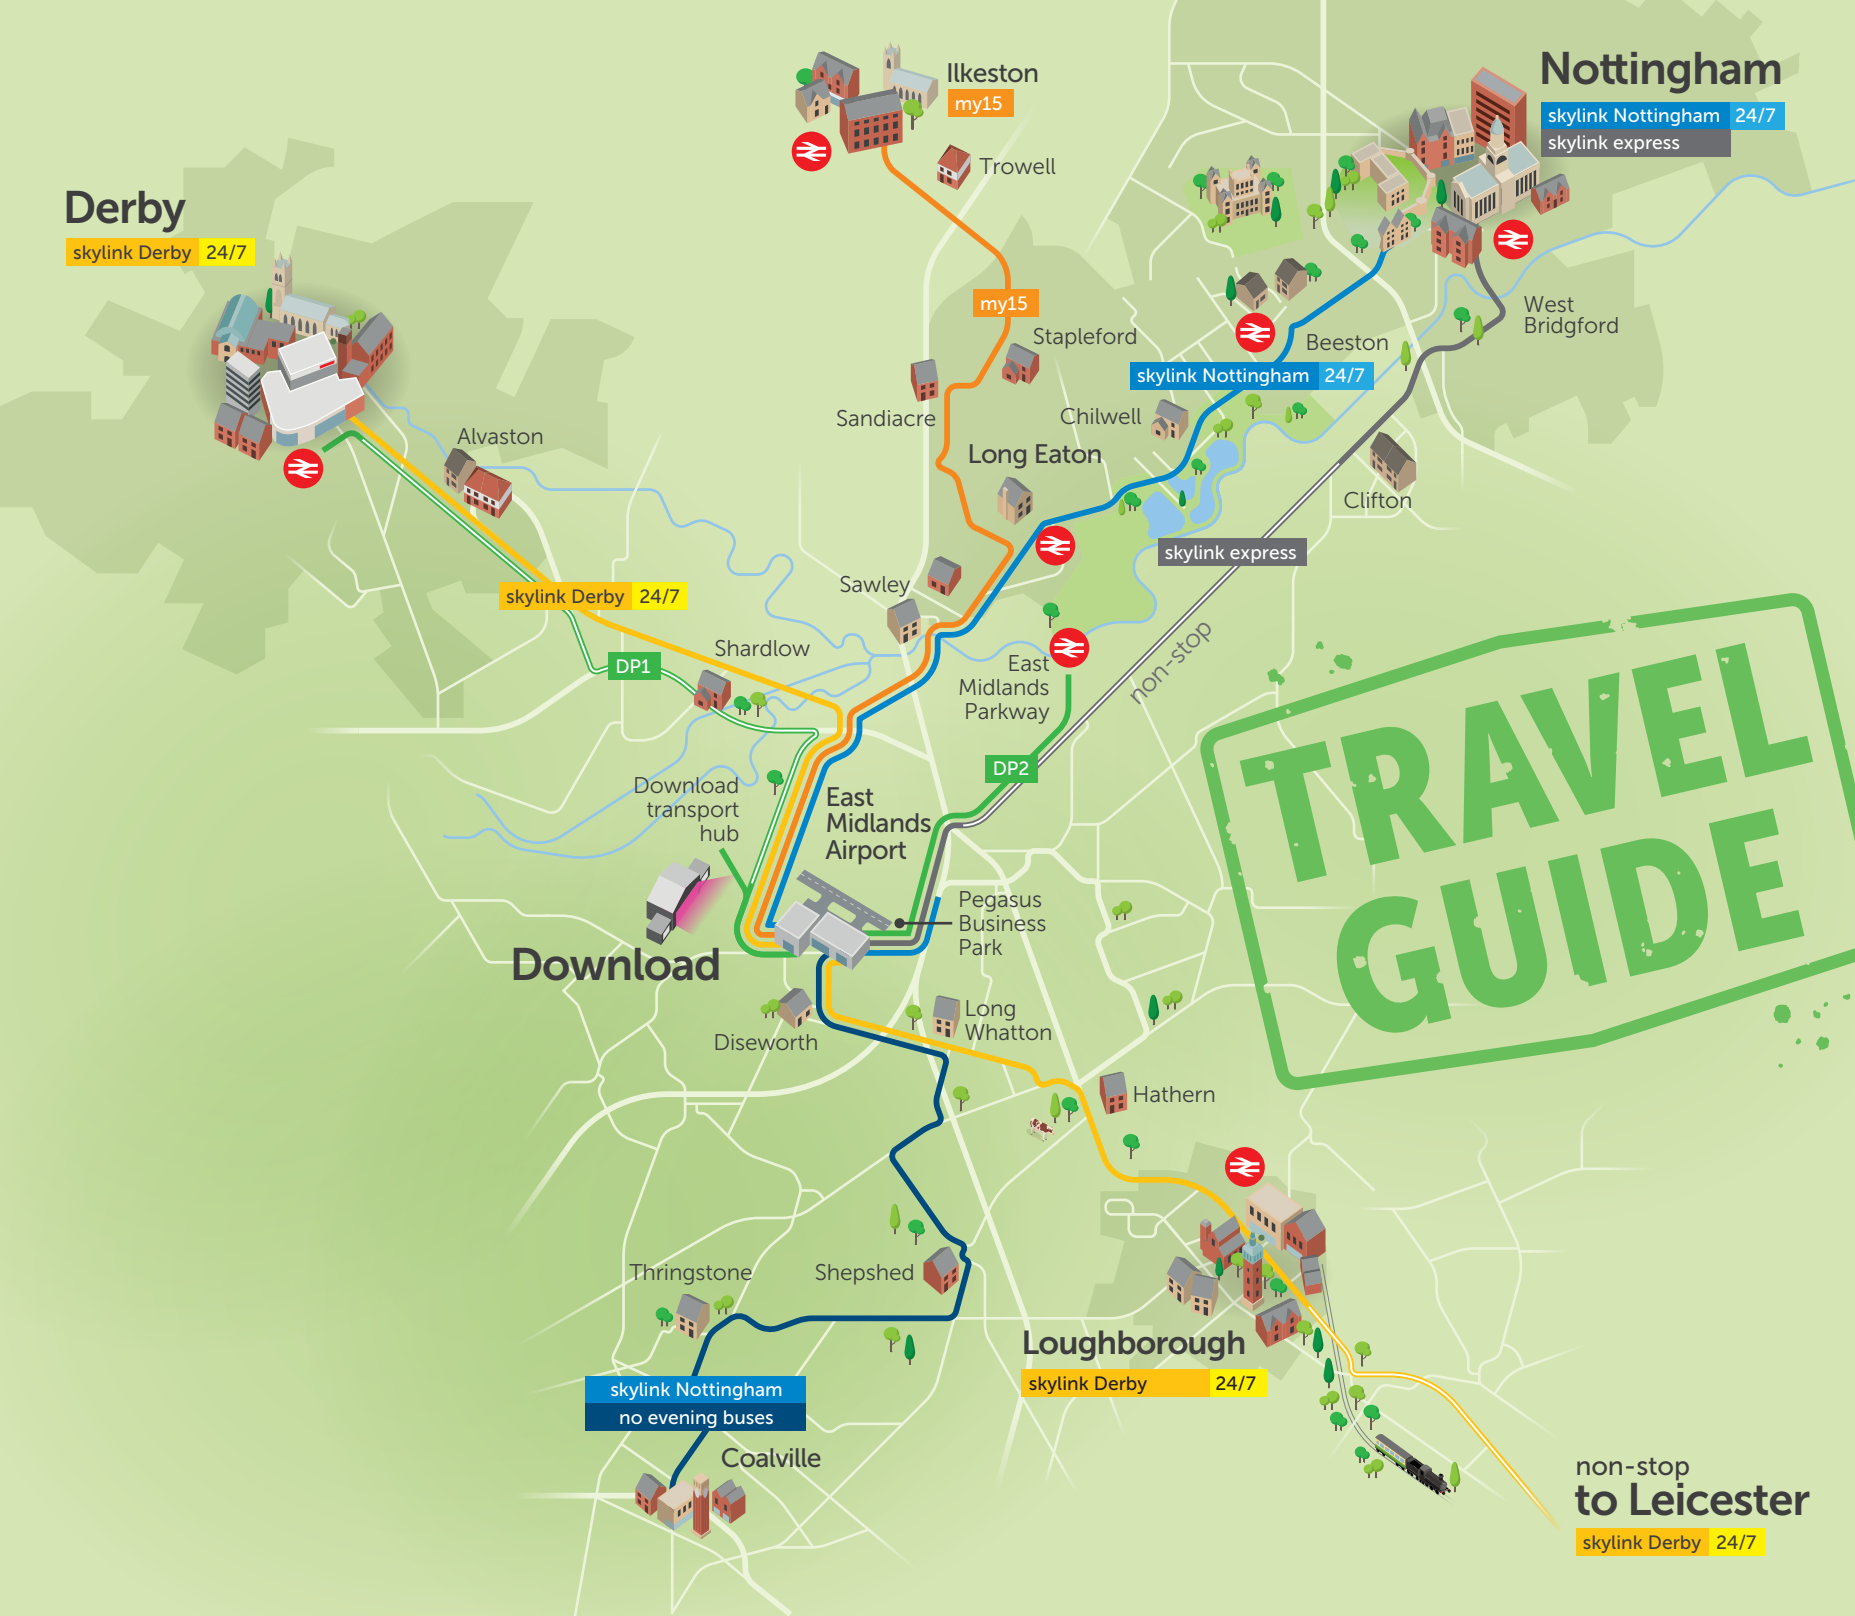 Ilkeston
my15
Trowell
Nottingham
skylink Nottingham 24/7
skylink express
Derby
skylink Derby 24/7
my15
Stapleford
West
Bridgford
Beeston
skylink Nottingham 24/7
Sandiacre
Chilwell
Alvaston
Long Eaton
Clifton
skylink express
Sawley
skylink Derby 24/7
Shardlow
DP1
East
Midlands
Parkway
non-stop
DP2
Download
transport
hub
East
Midlands
Airport
Pegasus
Business
Park
Download
Diseworth
Long
Whatton
Hathern
TRAVEL
GUIDE
Thringstone
Shepshed
Loughborough
skylink Derby 24/7
skylink Nottingham
no evening buses
Coalville
non-stop
to Leicester
skylink Derby 24/7